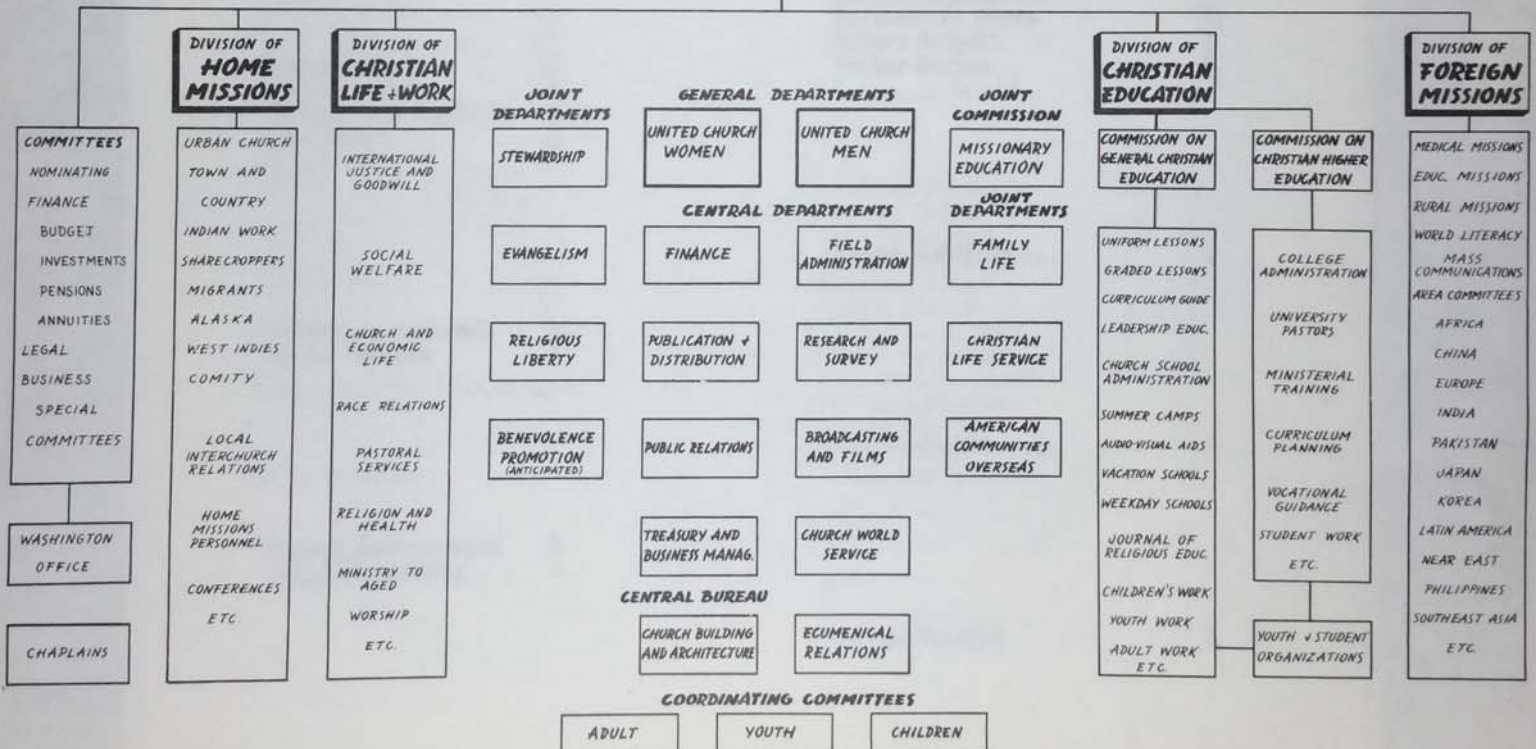 COMMITTEES
NOMINATING
FINANCE
BUDGET
INVESTMENTS
PENSIONS
ANNUITIES
LEGAL
BUSINESS
SPECIAL
COMMITTEES
WASHINGTON
OFFICE
CHAPLAINS
DIVISION OF
HOME
MISSIONS
URBAN CHURCH
TOWN AND
COUNTRY
INDIAN WORK
SHARECROPPERS
MIGRANTS
ALASKA
WEST INDIES
COMITY
LOCAL
INTERCHURCH
RELATIONS
HOME
MISSIONS
PERSONNEL
CONFERENCES
ETC.
DIVISION OF
CHRISTIAN
LIFE + WORK
INTERNATIONAL
JUSTICE AND
GOODWILL
SOCIAL
WELFARE
CHURCH AND
ECONOMIC
LIFE
RACE RELATIONS
PASTORAL
SERVICES
RELIGION AND
HEALTH
MINISTRY TO
AGED
WORSHIP
ETC.
JOINT
DEPARTMENTS
STEWARDSHIP
EVANGELISM
RELIGIOUS
LIBERTY
BENEVOLENCE
PROMOTION
(ANTICIPATED)
GENERAL DEPARTMENTS
UNITED CHURCH
WOMEN
UNITED CHURCH
MEN
CENTRAL DEPARTMENTS
FINANCE
FIELD
ADMINISTRATION
PUBLICATION +
DISTRIBUTION
RESEARCH AND
SURVEY
PUBLIC RELATIONS
BROADCASTING
AND FILMS
TREASURY AND
BUSINESS MANAG.
CHURCH WORLD
SERVICE
CENTRAL BUREAU
CHURCH BUILDING
AND ARCHITECTURE
ECUMENICAL
RELATIONS
JOINT
COMMISSION
MISSIONARY
EDUCATION
JOINT
DEPARTMENTS
FAMILY
LIFE
CHRISTIAN
LIFE SERVICE
AMERICAN
COMMUNITIES
OVERSEAS
COORDINATING COMMITTEES
ADULT
YOUTH
CHILDREN
DIVISION OF
CHRISTIAN
EDUCATION
COMMISSION ON
GENERAL CHRISTIAN
EDUCATION
UNIFORM LESSONS
GRADED LESSONS
CURRICULUM GUIDE
LEADERSHIP EDUC.
CHURCH SCHOOL
ADMINISTRATION
SUMMER CAMPS
AUDIO-VISUAL AIDS
VACATION SCHOOLS
WEEKDAY SCHOOLS
JOURNAL OF
RELIGIOUS EDUC.
CHILDREN'S WORK
YOUTH WORK
ADULT WORK
ETC.
COMMISSION ON
CHRISTIAN HIGHER
EDUCATION
COLLEGE
ADMINISTRATION
UNIVERSITY
PASTORS
MINISTERIAL
TRAINING
CURRICULUM
PLANNING
VOCATIONAL
GUIDANCE
STUDENT WORK
ETC.
YOUTH + STUDENT
ORGANIZATIONS
DIVISION OF
FOREIGN
MISSIONS
MEDICAL MISSIONS
EDUC. MISSIONS
RURAL MISSIONS
WORLD LITERACY
MASS
COMMUNICATIONS
AREA COMMITTEES
AFRICA
CHINA
EUROPE
INDIA
PAKISTAN
JAPAN
KOREA
LATIN AMERICA
NEAR EAST
PHILIPPINES
SOUTHEAST ASIA
ETC.